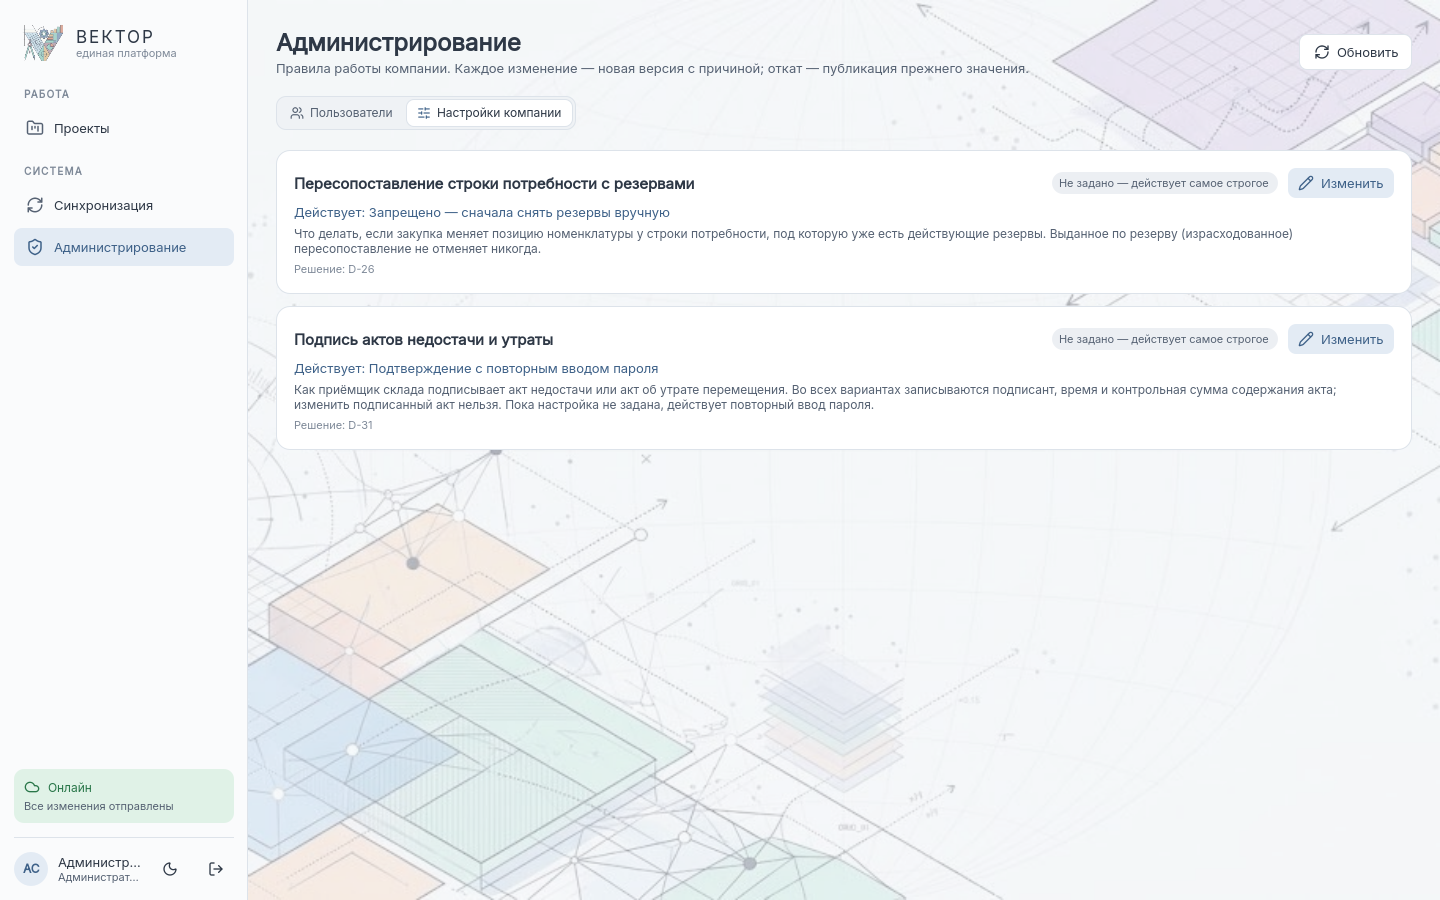 ВЕКТОР
единая платформа
РАБОТА
Проекты
СИСТЕМА
Синхронизация
Администрирование
Онлайн
Все изменения отправлены
АС
Администр...
Администрат...
Администрирование
Правила работы компании. Каждое изменение — новая версия с причиной; откат — публикация прежнего значения.
Обновить
Пользователи
Настройки компании
Пересопоставление строки потребности с резервами
Не задано — действует самое строгое
Изменить
Действует: Запрещено — сначала снять резервы вручную
Что делать, если закупка меняет позицию номенклатуры у строки потребности, под которую уже есть действующие резервы. Выданное по резерву (израсходованное)
пересопоставление не отменяет никогда.
Решение: D-26
Подпись актов недостачи и утраты
Не задано — действует самое строгое
Изменить
Действует: Подтверждение с повторным вводом пароля
Как приёмщик склада подписывает акт недостачи или акт об утрате перемещения. Во всех вариантах записываются подписант, время и контрольная сумма содержания акта;
изменить подписанный акт нельзя. Пока настройка не задана, действует повторный ввод пароля.
Решение: D-31